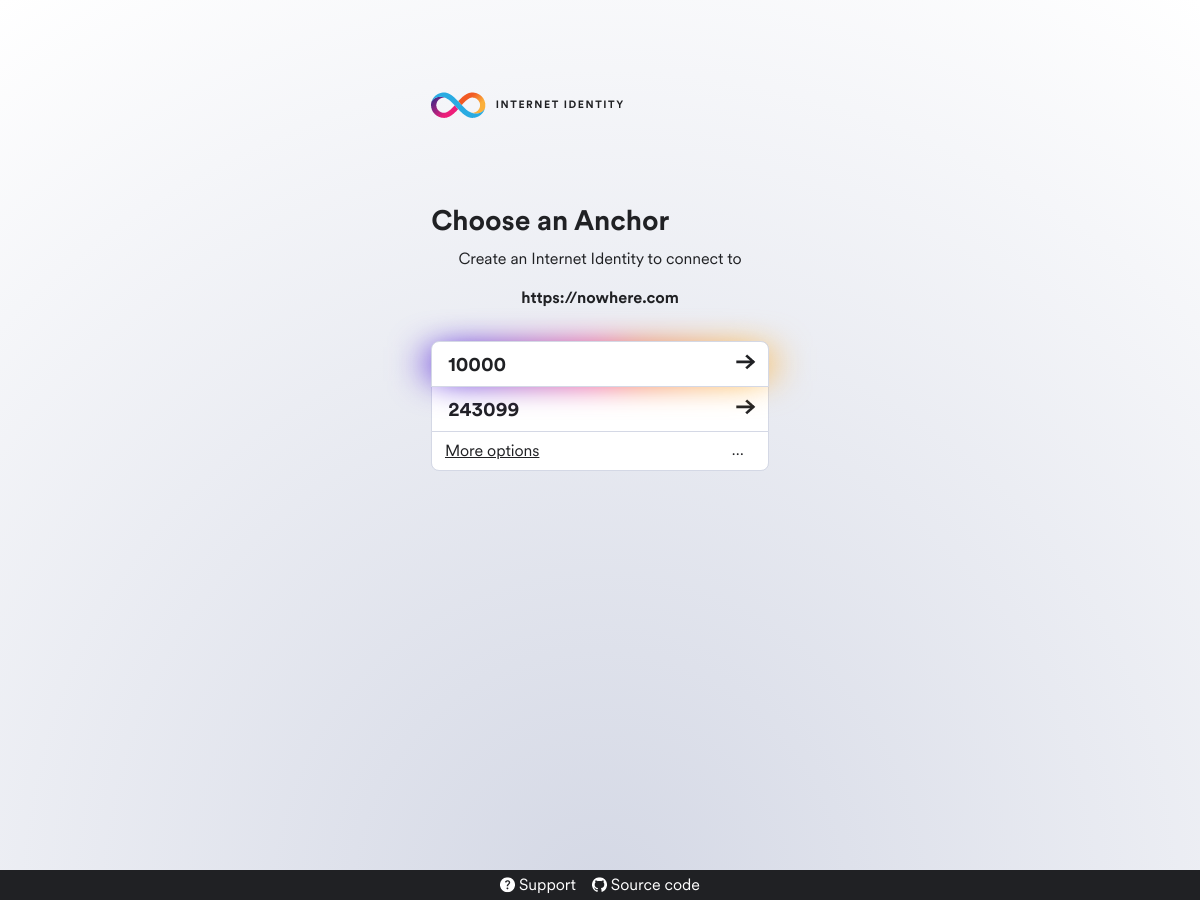 INTERNET IDENTITY
Choose an Anchor
Create an Internet Identity to connect to
https://nowhere.com
10000
243099
More options ...
? Support Source code